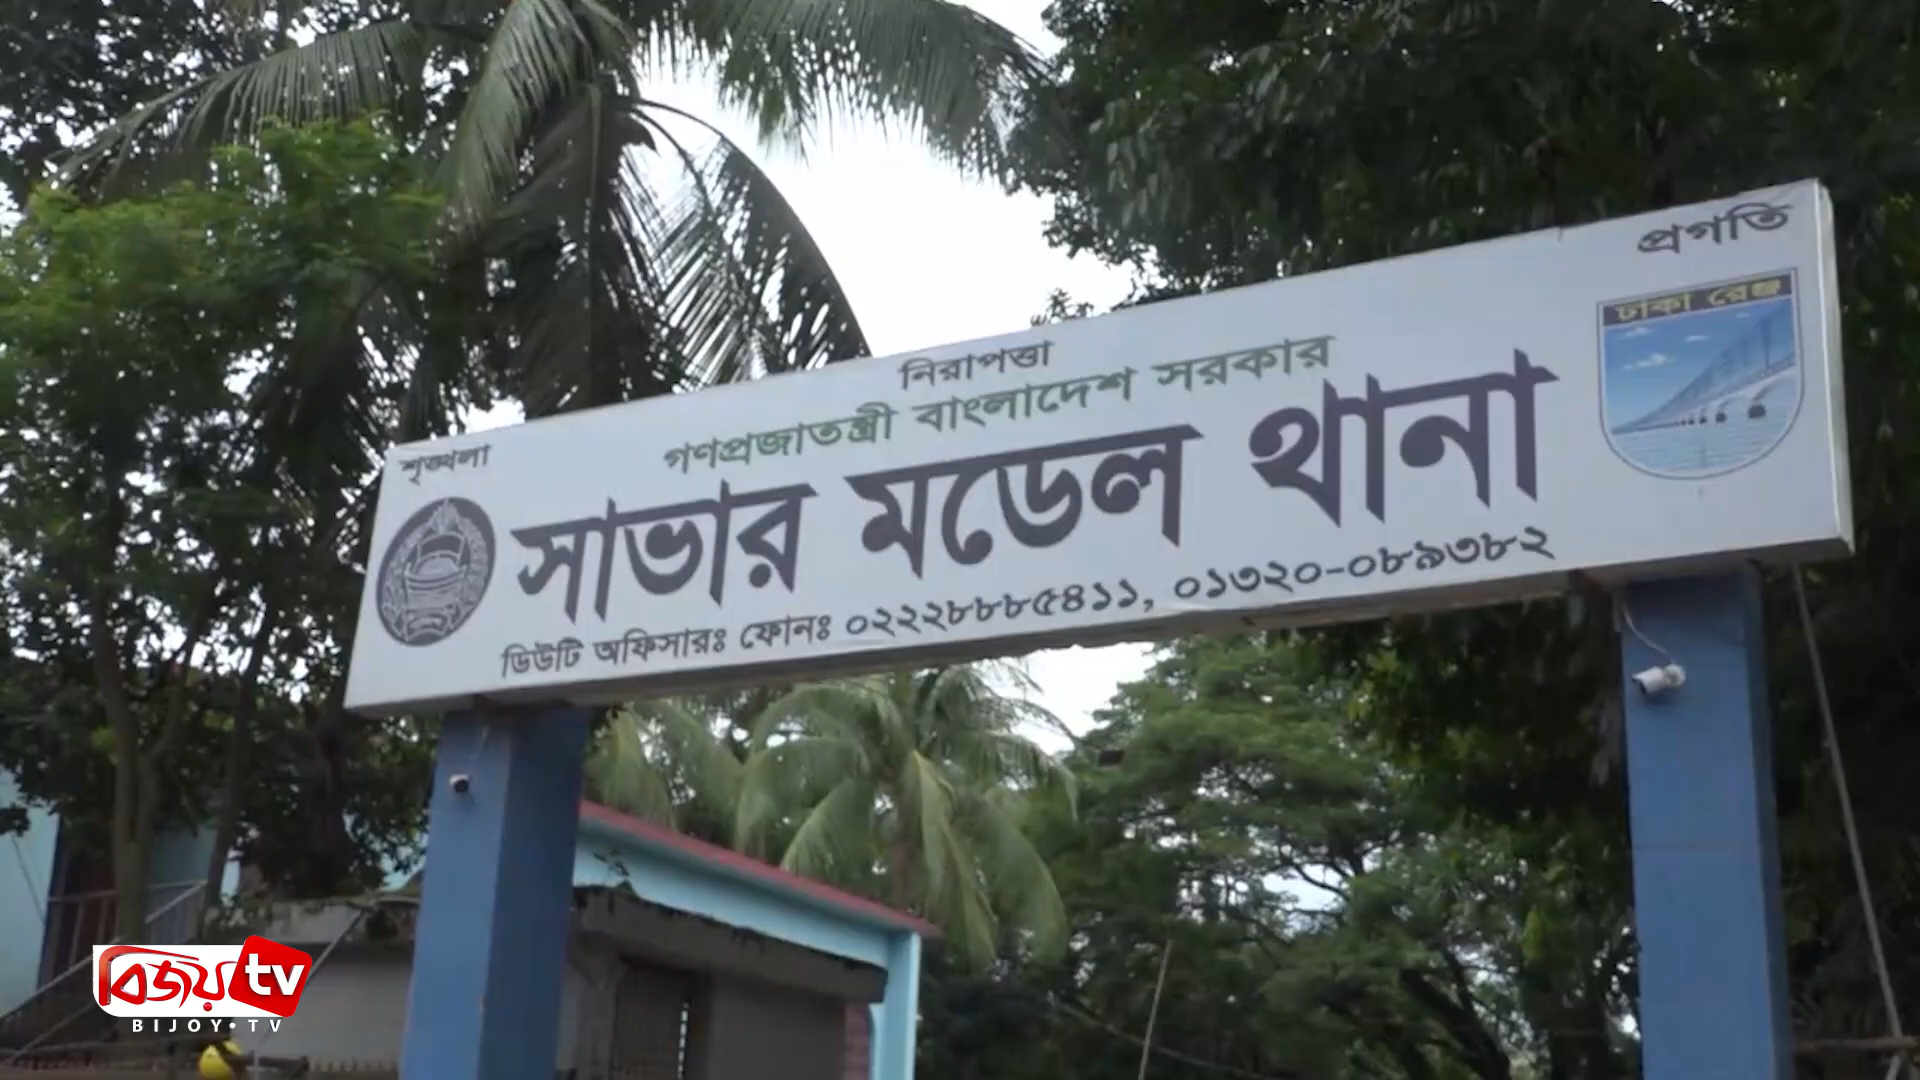 শৃঙ্খলা
নিরাপত্তা
প্রগতি
গণপ্রজাতন্ত্রী বাংলাদেশ সরকার
ঢাকা রেঞ্জ
সাভার মডেল থানা
ডিউটি অফিসারঃ ফোনঃ ০২২২৮৮৮৫৪১১, ০১৩২০-০৮৯৩৮২
বিজয় tv
BIJOY•TV